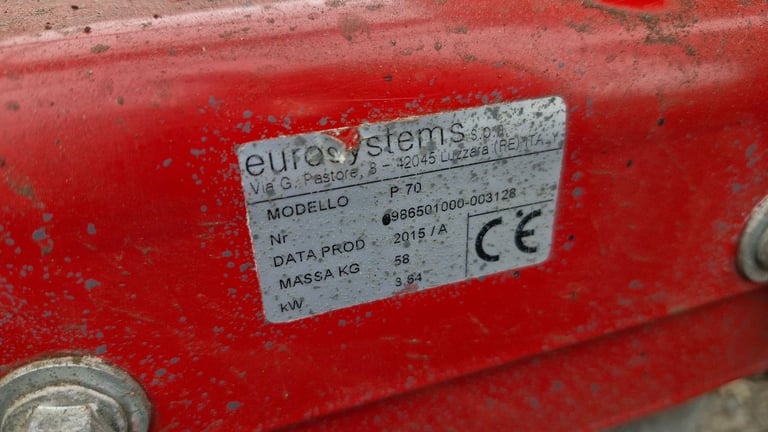 eurosystems s.p.a.
Via G. Pastore, 8 - 42045 Luzzara (RE) ITA
MODELLO P 70
Nr 986501000-003128
DATA PROD 2015 / A
MASSA KG 58
kW 3.64
CE